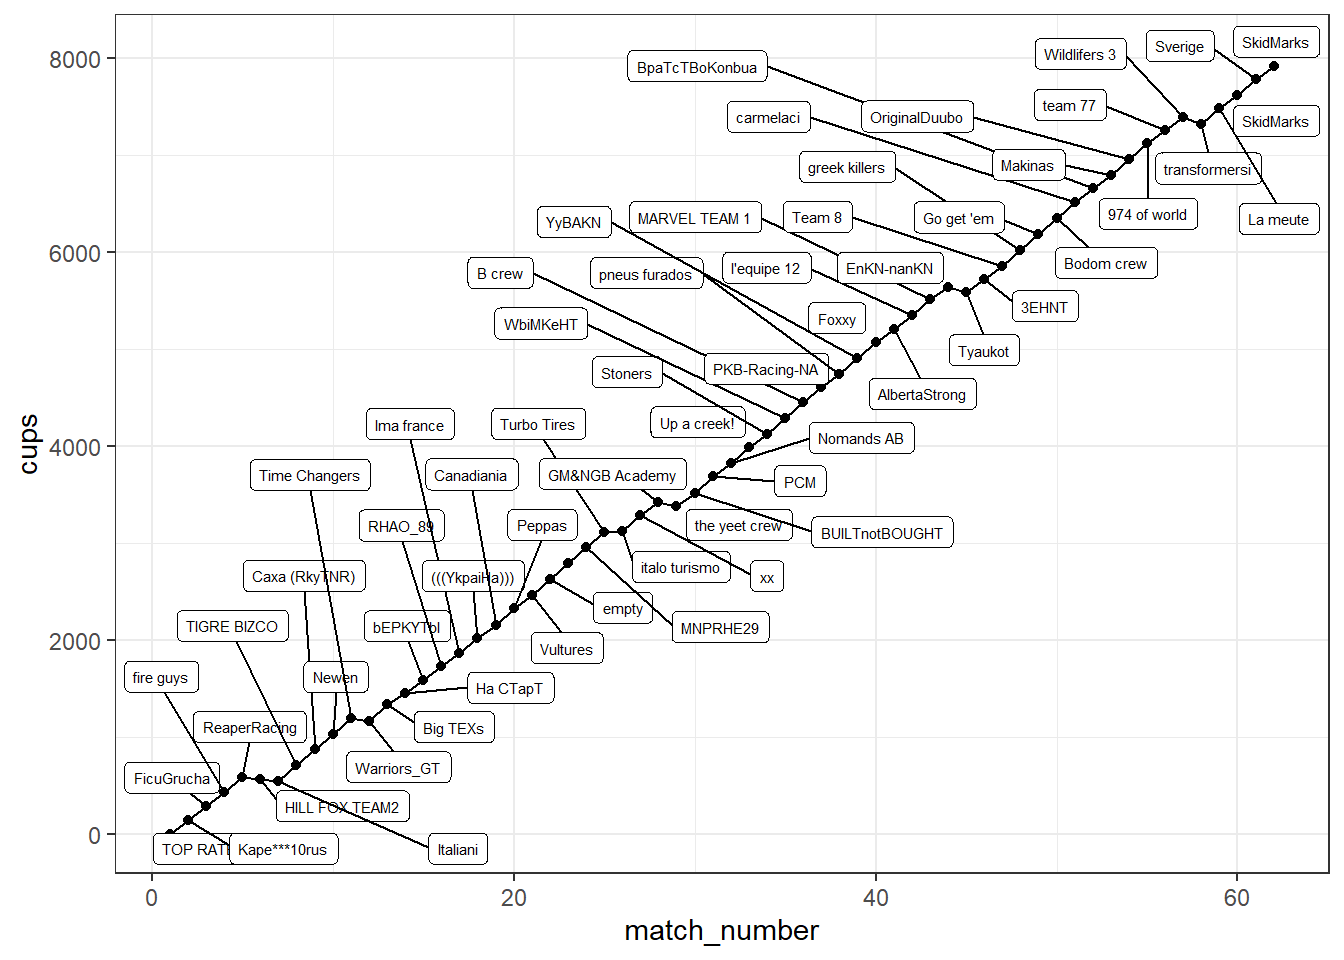 cups
8000
6000
4000
2000
0
0
20
40
60
match_number
SkidMarks
Sverige
Wildlifers 3
BpaTcTBoKonbua
team 77
carmelaci
OriginalDuubo
SkidMarks
greek killers
Makinas
transformersi
974 of world
La meute
YyBAKN
MARVEL TEAM 1
Team 8
Go get 'em
Bodom crew
B crew
pneus furados
l'equipe 12
EnKN-nanKN
3EHNT
WbiMKeHT
Foxxy
Tyaukot
Stoners
PKB-Racing-NA
AlbertaStrong
Ima france
Turbo Tires
Up a creek!
Nomands AB
Time Changers
Canadiania
GM&NGB Academy
PCM
RHAO_89
Peppas
the yeet crew
BUILTnotBOUGHT
Caxa (RkyTNR)
(((YkpaiHa)))
italo turismo
xx
TIGRE BIZCO
bEPKYTbI
empty
MNPRHE29
Vultures
fire guys
Newen
Ha CTapT
ReaperRacing
Big TEXs
FicuGrucha
Warriors_GT
HILL FOX TEAM2
TOP
Kape***10rus
Italiani